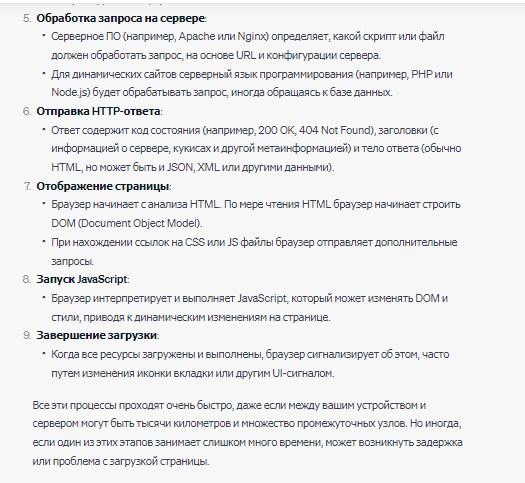 5. Обработка запроса на сервере:
• Серверное ПО (например, Apache или Nginx) определяет, какой скрипт или файл
должен обработать запрос, на основе URL и конфигурации сервера.
• Для динамических сайтов серверный язык программирования (например, PHP или
Node.js) будет обрабатывать запрос, иногда обращаясь к базе данных.
6. Отправка HTTP-ответа:
• Ответ содержит код состояния (например, 200 OK, 404 Not Found), заголовки (с
информацией о сервере, кукисах и другой метаинформацией) и тело ответа (обычно
HTML, но может быть и JSON, XML или другими данными).
7. Отображение страницы:
• Браузер начинает с анализа HTML. По мере чтения HTML браузер начинает строить
DOM (Document Object Model).
• При нахождении ссылок на CSS или JS файлы браузер отправляет дополнительные
запросы.
8. Запуск JavaScript:
• Браузер интерпретирует и выполняет JavaScript, который может изменять DOM и
стили, приводя к динамическим изменениям на странице.
9. Завершение загрузки:
• Когда все ресурсы загружены и выполнены, браузер сигнализирует об этом, часто
путем изменения иконки вкладки или другим UI-сигналом.
Все эти процессы проходят очень быстро, даже если между вашим устройством и
сервером могут быть тысячи километров и множество промежуточных узлов. Но иногда,
если один из этих этапов занимает слишком много времени, может возникнуть задержка
или проблема с загрузкой страницы.